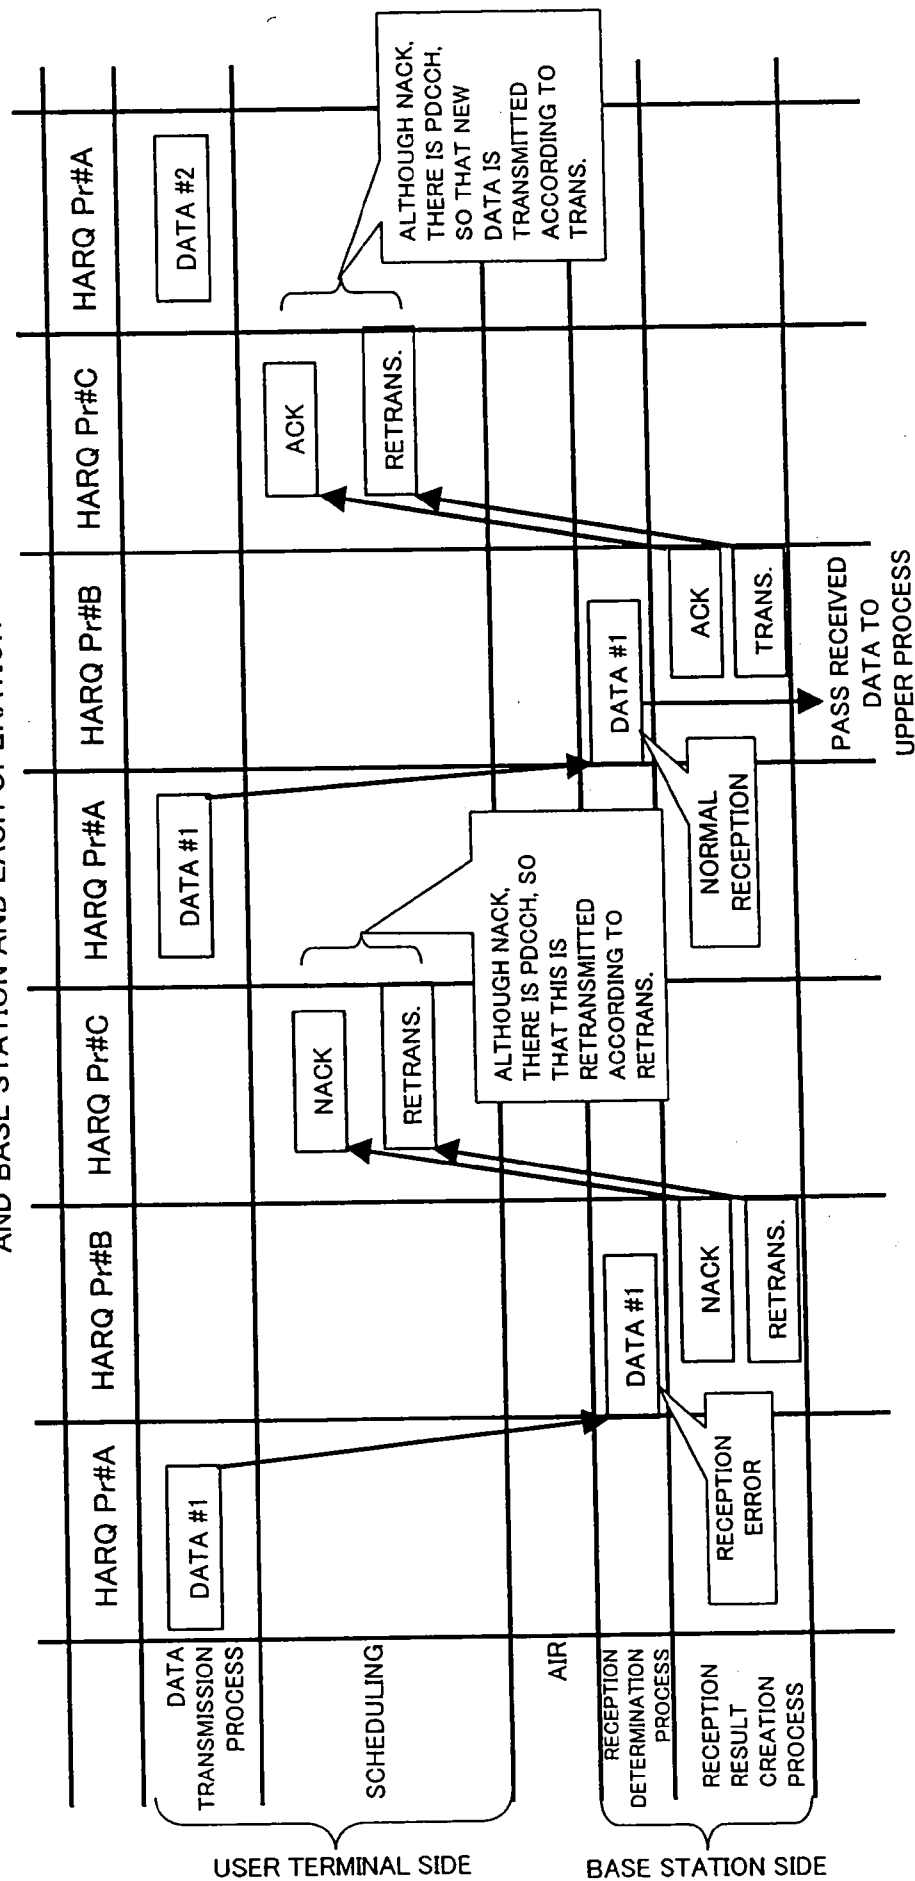 AND BASE STATION AND EACH OPERATION
HARQ Pr#A
HARQ Pr#B
HARQ Pr#C
HARQ Pr#A
HARQ Pr#B
HARQ Pr#C
HARQ Pr#A
USER TERMINAL SIDE
DATA
TRANSMISSION
PROCESS
DATA #1
DATA #1
DATA #2
SCHEDULING
NACK
RETRANS.
ALTHOUGH NACK,
THERE IS PDCCH, SO
THAT THIS IS
RETRANSMITTED
ACCORDING TO
RETRANS.
ACK
RETRANS.
ALTHOUGH NACK,
THERE IS PDCCH,
SO THAT NEW
DATA IS
TRANSMITTED
ACCORDING TO
TRANS.
AIR
BASE STATION SIDE
RECEPTION
DETERMINATION
PROCESS
DATA #1
DATA #1
RECEPTION
RESULT
CREATION
PROCESS
RECEPTION
ERROR
NACK
RETRANS.
NORMAL
RECEPTION
ACK
TRANS.
PASS RECEIVED
DATA TO
UPPER PROCESS